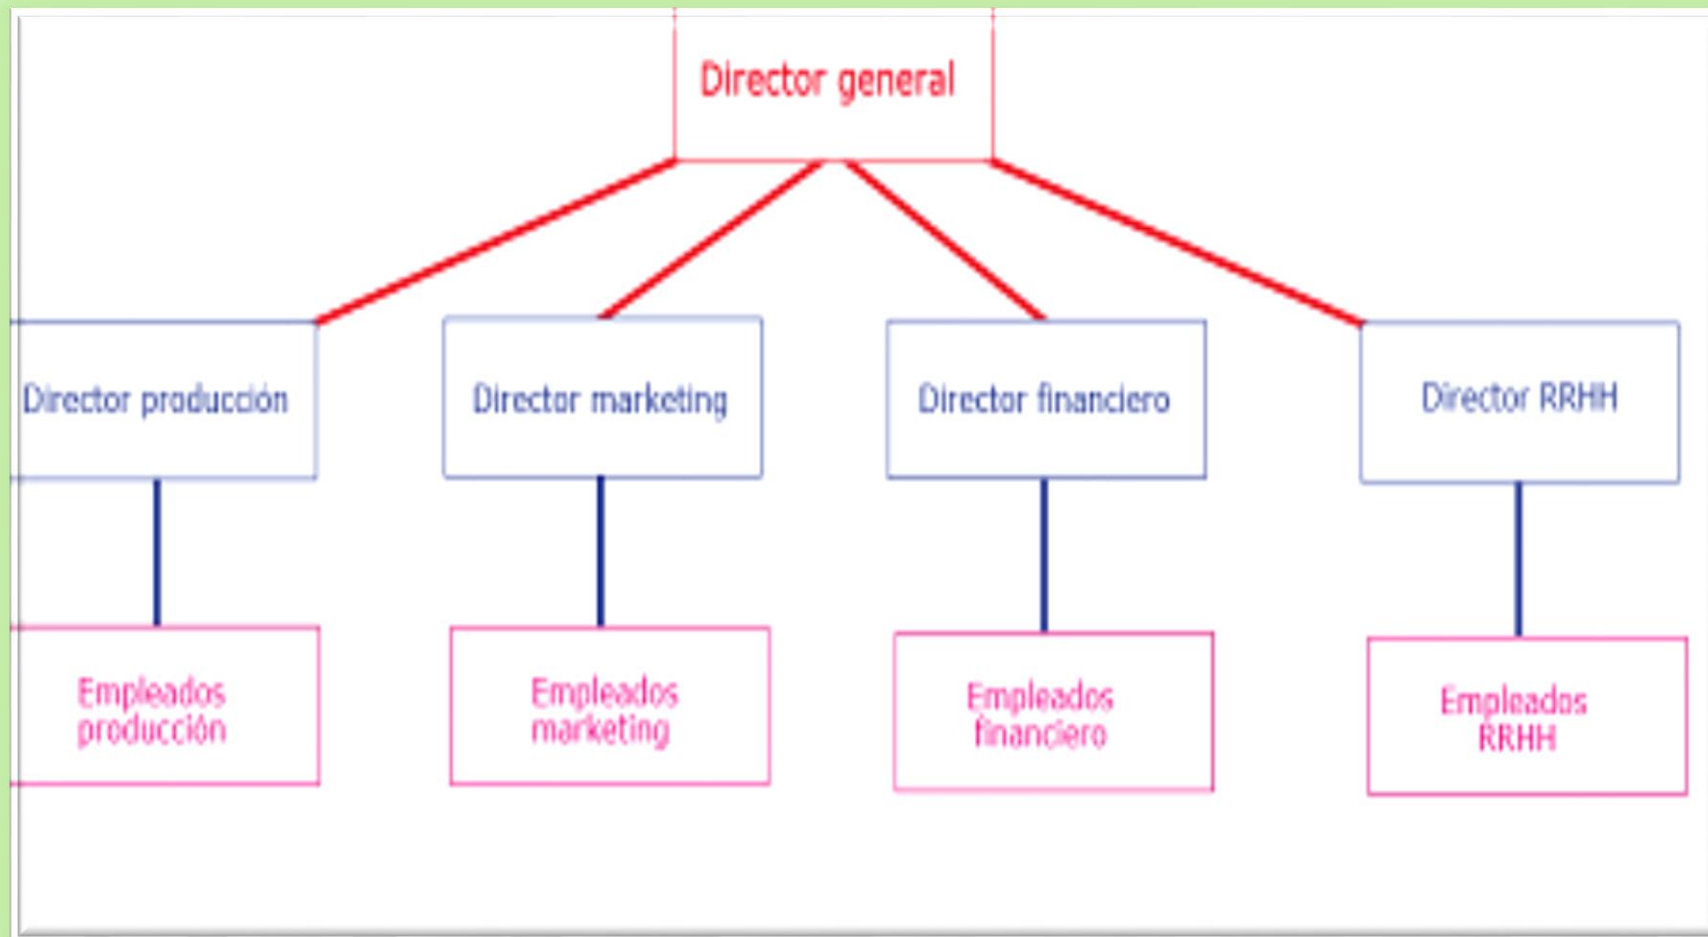 Director general
Director producción
Director marketing
Director financiero
Director RRHH
Empleados
producción
Empleados
marketing
Empleados
financiero
Empleados
RRHH